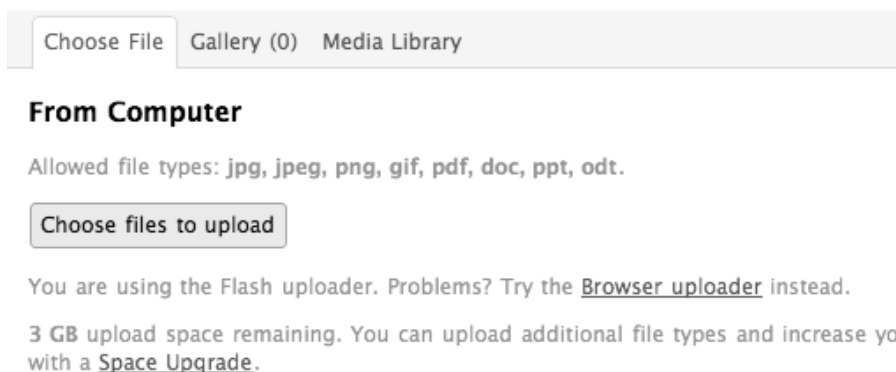 Choose File Gallery (0) Media Library
From Computer
Allowed file types: jpg, jpeg, png, gif, pdf, doc, ppt, odt.
Choose files to upload
You are using the Flash uploader. Problems? Try the Browser uploader instead.
3 GB upload space remaining. You can upload additional file types and increase
with a Space Upgrade.